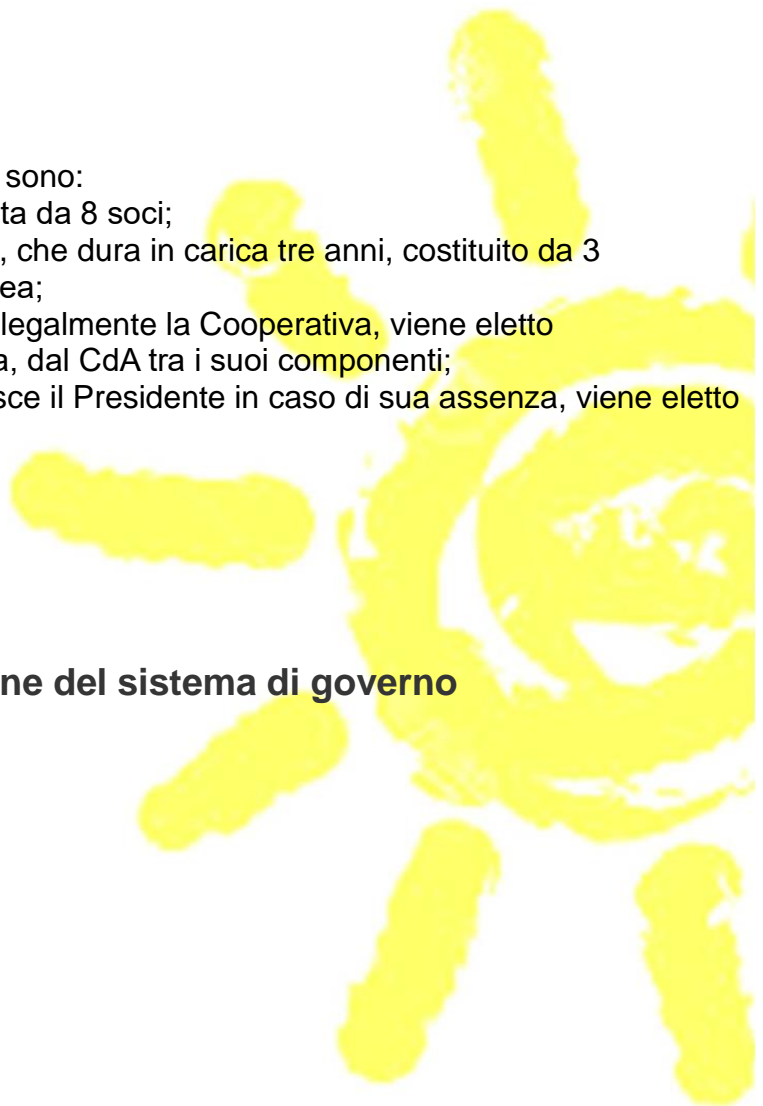 sono:
ta da 8 soci;
, che dura in carica tre anni, costituito da 3
ea;
legalmente la Cooperativa, viene eletto
a, dal CdA tra i suoi componenti;
sce il Presidente in caso di sua assenza, viene eletto
ne del sistema di governo